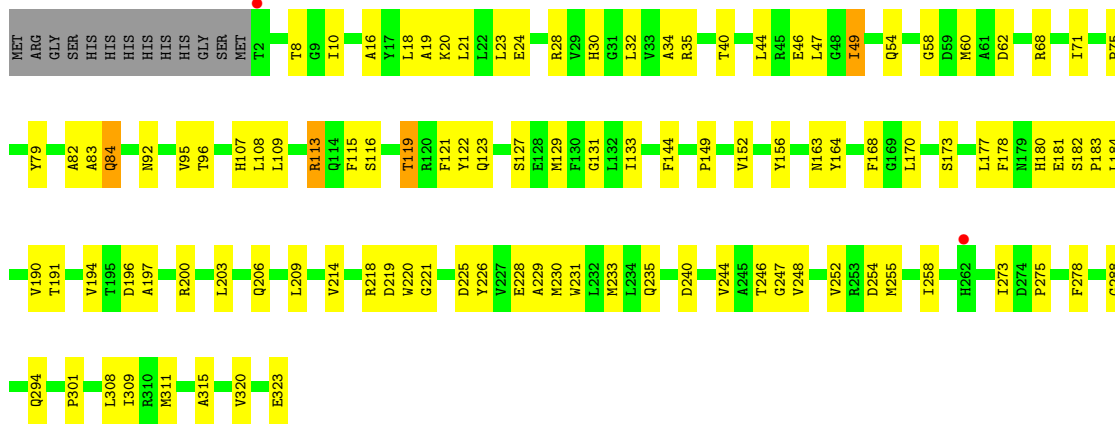 MET ARG GLY SER HIS HIS HIS HIS HIS HIS GLY SER MET T2 T8 G9 I10 A16 Y17 L18 A19 K20 L21 L22 L23 E24 R28 V29 H30 G31 L32 V33 A34 R35 T40 L44 R45 E46 L47 G48 I49 Q54 G58 D59 M60 A61 D62 R68 I71
Y79 A82 A83 Q84 N92 V95 T96 H107 L108 L109 R113 Q114 F115 S116 T119 R120 F121 Y122 Q123 S127 E128 M129 F130 G131 L132 I133 F144 P149 V152 Y156 N163 Y164 F168 G169 L170 S173 L177 F178 N179 H180 E181 S182 P183
V190 T191 V194 T195 D196 A197 R200 L203 Q206 L209 V214 R218 D219 W220 G221 D225 Y226 V227 E228 A229 M230 W231 L232 M233 L234 Q235 D240 V244 A245 T246 G247 V248 V252 R253 D254 M255 I258 H262 I273 D274 P275 F278
Q294 P301 L308 I309 R310 M311 A315 V320 E323